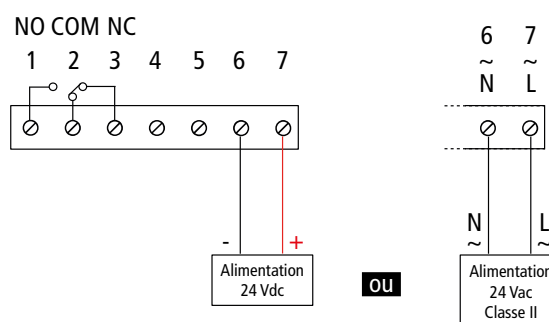 NO COM NC
1 2 3 4 5 6 7
- +
Alimentation
24 Vdc
ou
6 7
~ ~
N L
N L
~ ~
Alimentation
24 Vac
Classe II